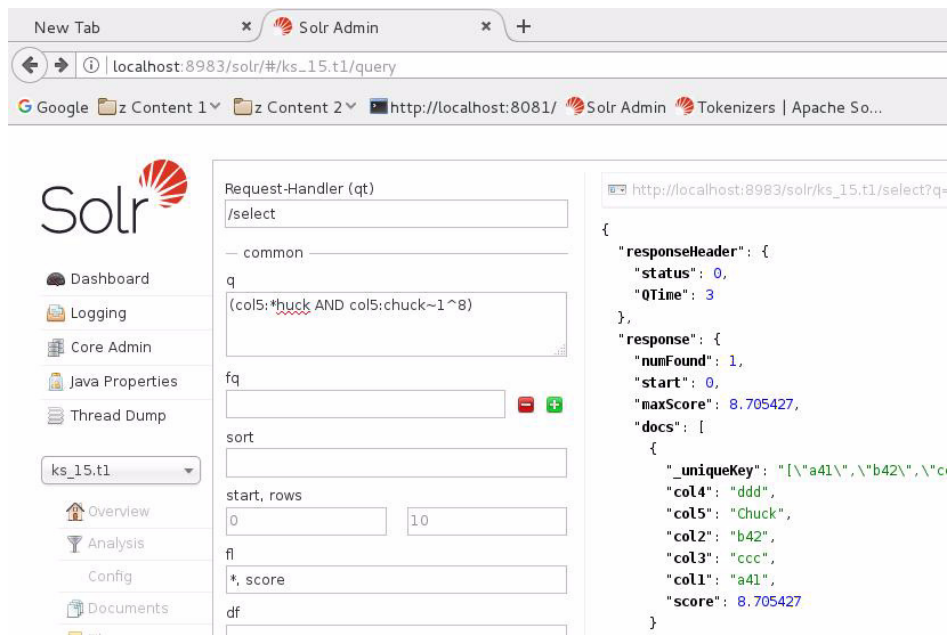 New Tab
Solr Admin
localhost:8983/solr/#/ks_15.t1/query
Google z Content 1 z Content 2 http://localhost:8081/ Solr Admin Tokenizers | Apache So...
Solr
Dashboard
Logging
Core Admin
Java Properties
Thread Dump
ks_15.t1
Overview
Analysis
Config
Documents
Request-Handler (qt)
/select
common
q
(col5:*huck AND col5:chuck~1^8)
fq
sort
start, rows
0 10
fl
*, score
df
http://localhost:8983/solr/ks_15.t1/select?q=
{
"responseHeader": {
"status": 0,
"QTime": 3
},
"response": {
"numFound": 1,
"start": 0,
"maxScore": 8.705427,
"docs": [
{
"_uniqueKey": "[\"a41\",\"b42\",\"cc
"col4": "ddd",
"col5": "Chuck",
"col2": "b42",
"col3": "ccc",
"col1": "a41",
"score": 8.705427
}